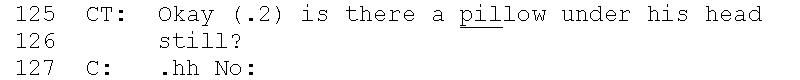 125 CT: Okay (.2) is there a pillow under his head
126 still?
127 C: .hh No: